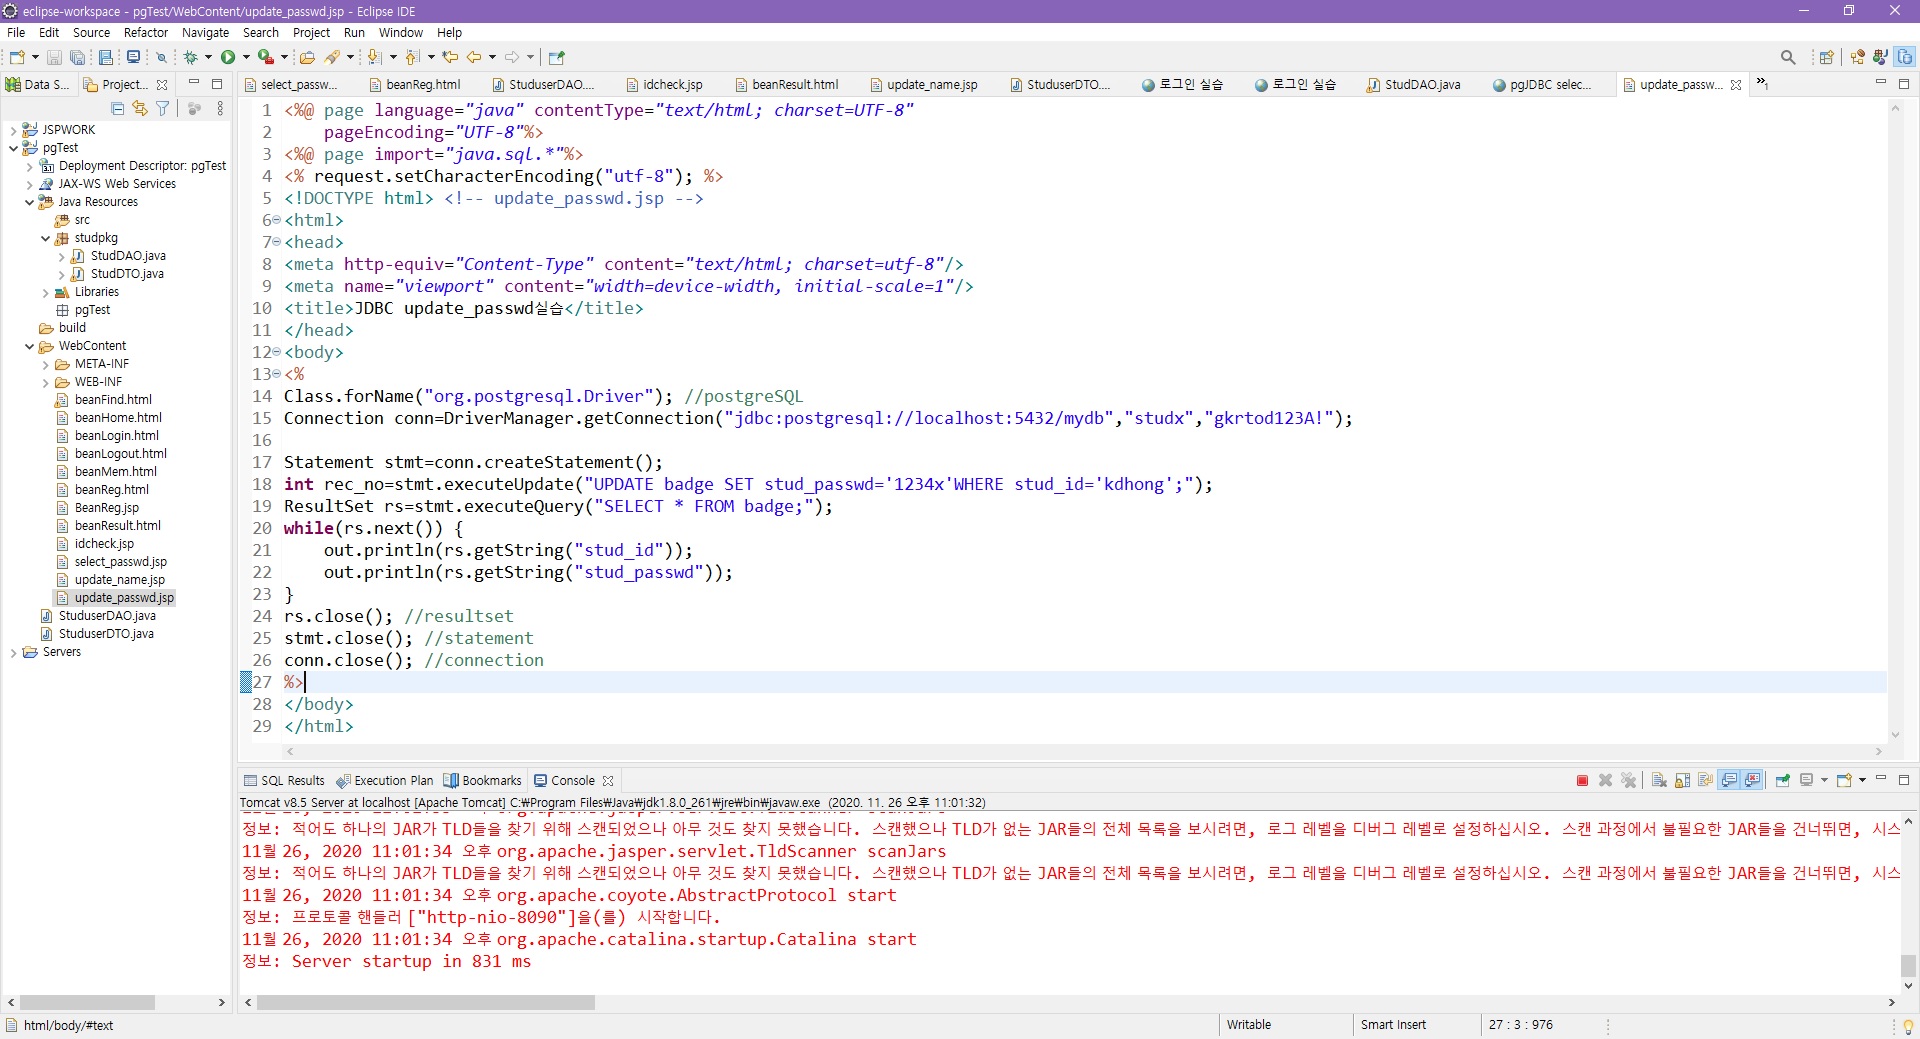 eclipse-workspace - pgTest/WebContent/update_passwd.jsp - Eclipse IDE
File Edit Source Refactor Navigate Search Project Run Window Help
Data S... Project...
select_passw... beanReg.html StuduserDAO.... idcheck.jsp beanResult.html update_name.jsp StuduserDTO.... 로그인 실습 로그인 실습 StudDAO.java pgJDBC selec... update_passw... »1
JSPWORK
pgTest
Deployment Descriptor: pgTest
JAX-WS Web Services
Java Resources
src
studpkg
StudDAO.java
StudDTO.java
Libraries
pgTest
build
WebContent
META-INF
WEB-INF
beanFind.html
beanHome.html
beanLogin.html
beanLogout.html
beanMem.html
beanReg.html
BeanReg.jsp
beanResult.html
idcheck.jsp
select_passwd.jsp
update_name.jsp
update_passwd.jsp
StuduserDAO.java
StuduserDTO.java
Servers
1 <%@ page language="java" contentType="text/html; charset=UTF-8"
2 pageEncoding="UTF-8"%>
3 <%@ page import="java.sql.*"%>
4 <% request.setCharacterEncoding("utf-8"); %>
5 <!DOCTYPE html> <!-- update_passwd.jsp -->
6 <html>
7 <head>
8 <meta http-equiv="Content-Type" content="text/html; charset=utf-8"/>
9 <meta name="viewport" content="width=device-width, initial-scale=1"/>
10 <title>JDBC update_passwd실습</title>
11 </head>
12 <body>
13 <%
14 Class.forName("org.postgresql.Driver"); //postgreSQL
15 Connection conn=DriverManager.getConnection("jdbc:postgresql://localhost:5432/mydb","studx","gkrtod123A!");
16
17 Statement stmt=conn.createStatement();
18 int rec_no=stmt.executeUpdate("UPDATE badge SET stud_passwd='1234x'WHERE stud_id='kdhong';");
19 ResultSet rs=stmt.executeQuery("SELECT * FROM badge;");
20 while(rs.next()) {
21 out.println(rs.getString("stud_id"));
22 out.println(rs.getString("stud_passwd"));
23 }
24 rs.close(); //resultset
25 stmt.close(); //statement
26 conn.close(); //connection
27 %>
28 </body>
29 </html>
SQL Results Execution Plan Bookmarks Console
Tomcat v8.5 Server at localhost [Apache Tomcat] C:₩Program Files₩Java₩jdk1.8.0_261₩jre₩bin₩javaw.exe (2020. 11. 26 오후 11:01:32)
정보: 적어도 하나의 JAR가 TLD들을 찾기 위해 스캔되었으나 아무 것도 찾지 못했습니다. 스캔했으나 TLD가 없는 JAR들의 전체 목록을 보시려면, 로그 레벨을 디버그 레벨로 설정하십시오. 스캔 과정에서 불필요한 JAR들을 건너뛰면, 시스
11월 26, 2020 11:01:34 오후 org.apache.jasper.servlet.TldScanner scanJars
정보: 적어도 하나의 JAR가 TLD들을 찾기 위해 스캔되었으나 아무 것도 찾지 못했습니다. 스캔했으나 TLD가 없는 JAR들의 전체 목록을 보시려면, 로그 레벨을 디버그 레벨로 설정하십시오. 스캔 과정에서 불필요한 JAR들을 건너뛰면, 시스
11월 26, 2020 11:01:34 오후 org.apache.coyote.AbstractProtocol start
정보: 프로토콜 핸들러 ["http-nio-8090"]을(를) 시작합니다.
11월 26, 2020 11:01:34 오후 org.apache.catalina.startup.Catalina start
정보: Server startup in 831 ms
html/body/#text Writable Smart Insert 27 : 3 : 976